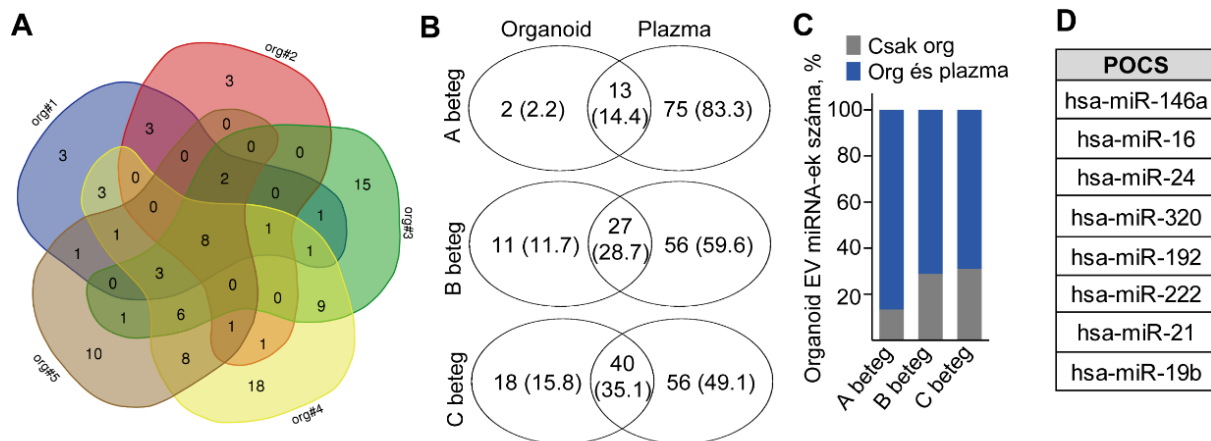 A
org#1
org#2
org#3
org#4
org#5
3
3
3
0
0
0
0
15
3
0
2
0
1
0
1
8
1
1
1
0
3
0
0
9
1
6
1
1
10
8
18
B
Organoid
Plazma
A beteg
2 (2.2)
13
(14.4)
75 (83.3)
B beteg
11 (11.7)
27
(28.7)
56 (59.6)
C beteg
18 (15.8)
40
(35.1)
56 (49.1)
C
Csak org
Org és plazma
Organoid EV miRNA-ek száma, %
100
80
60
40
20
A beteg
B beteg
C beteg
D
POCS
hsa-miR-146a
hsa-miR-16
hsa-miR-24
hsa-miR-320
hsa-miR-192
hsa-miR-222
hsa-miR-21
hsa-miR-19b